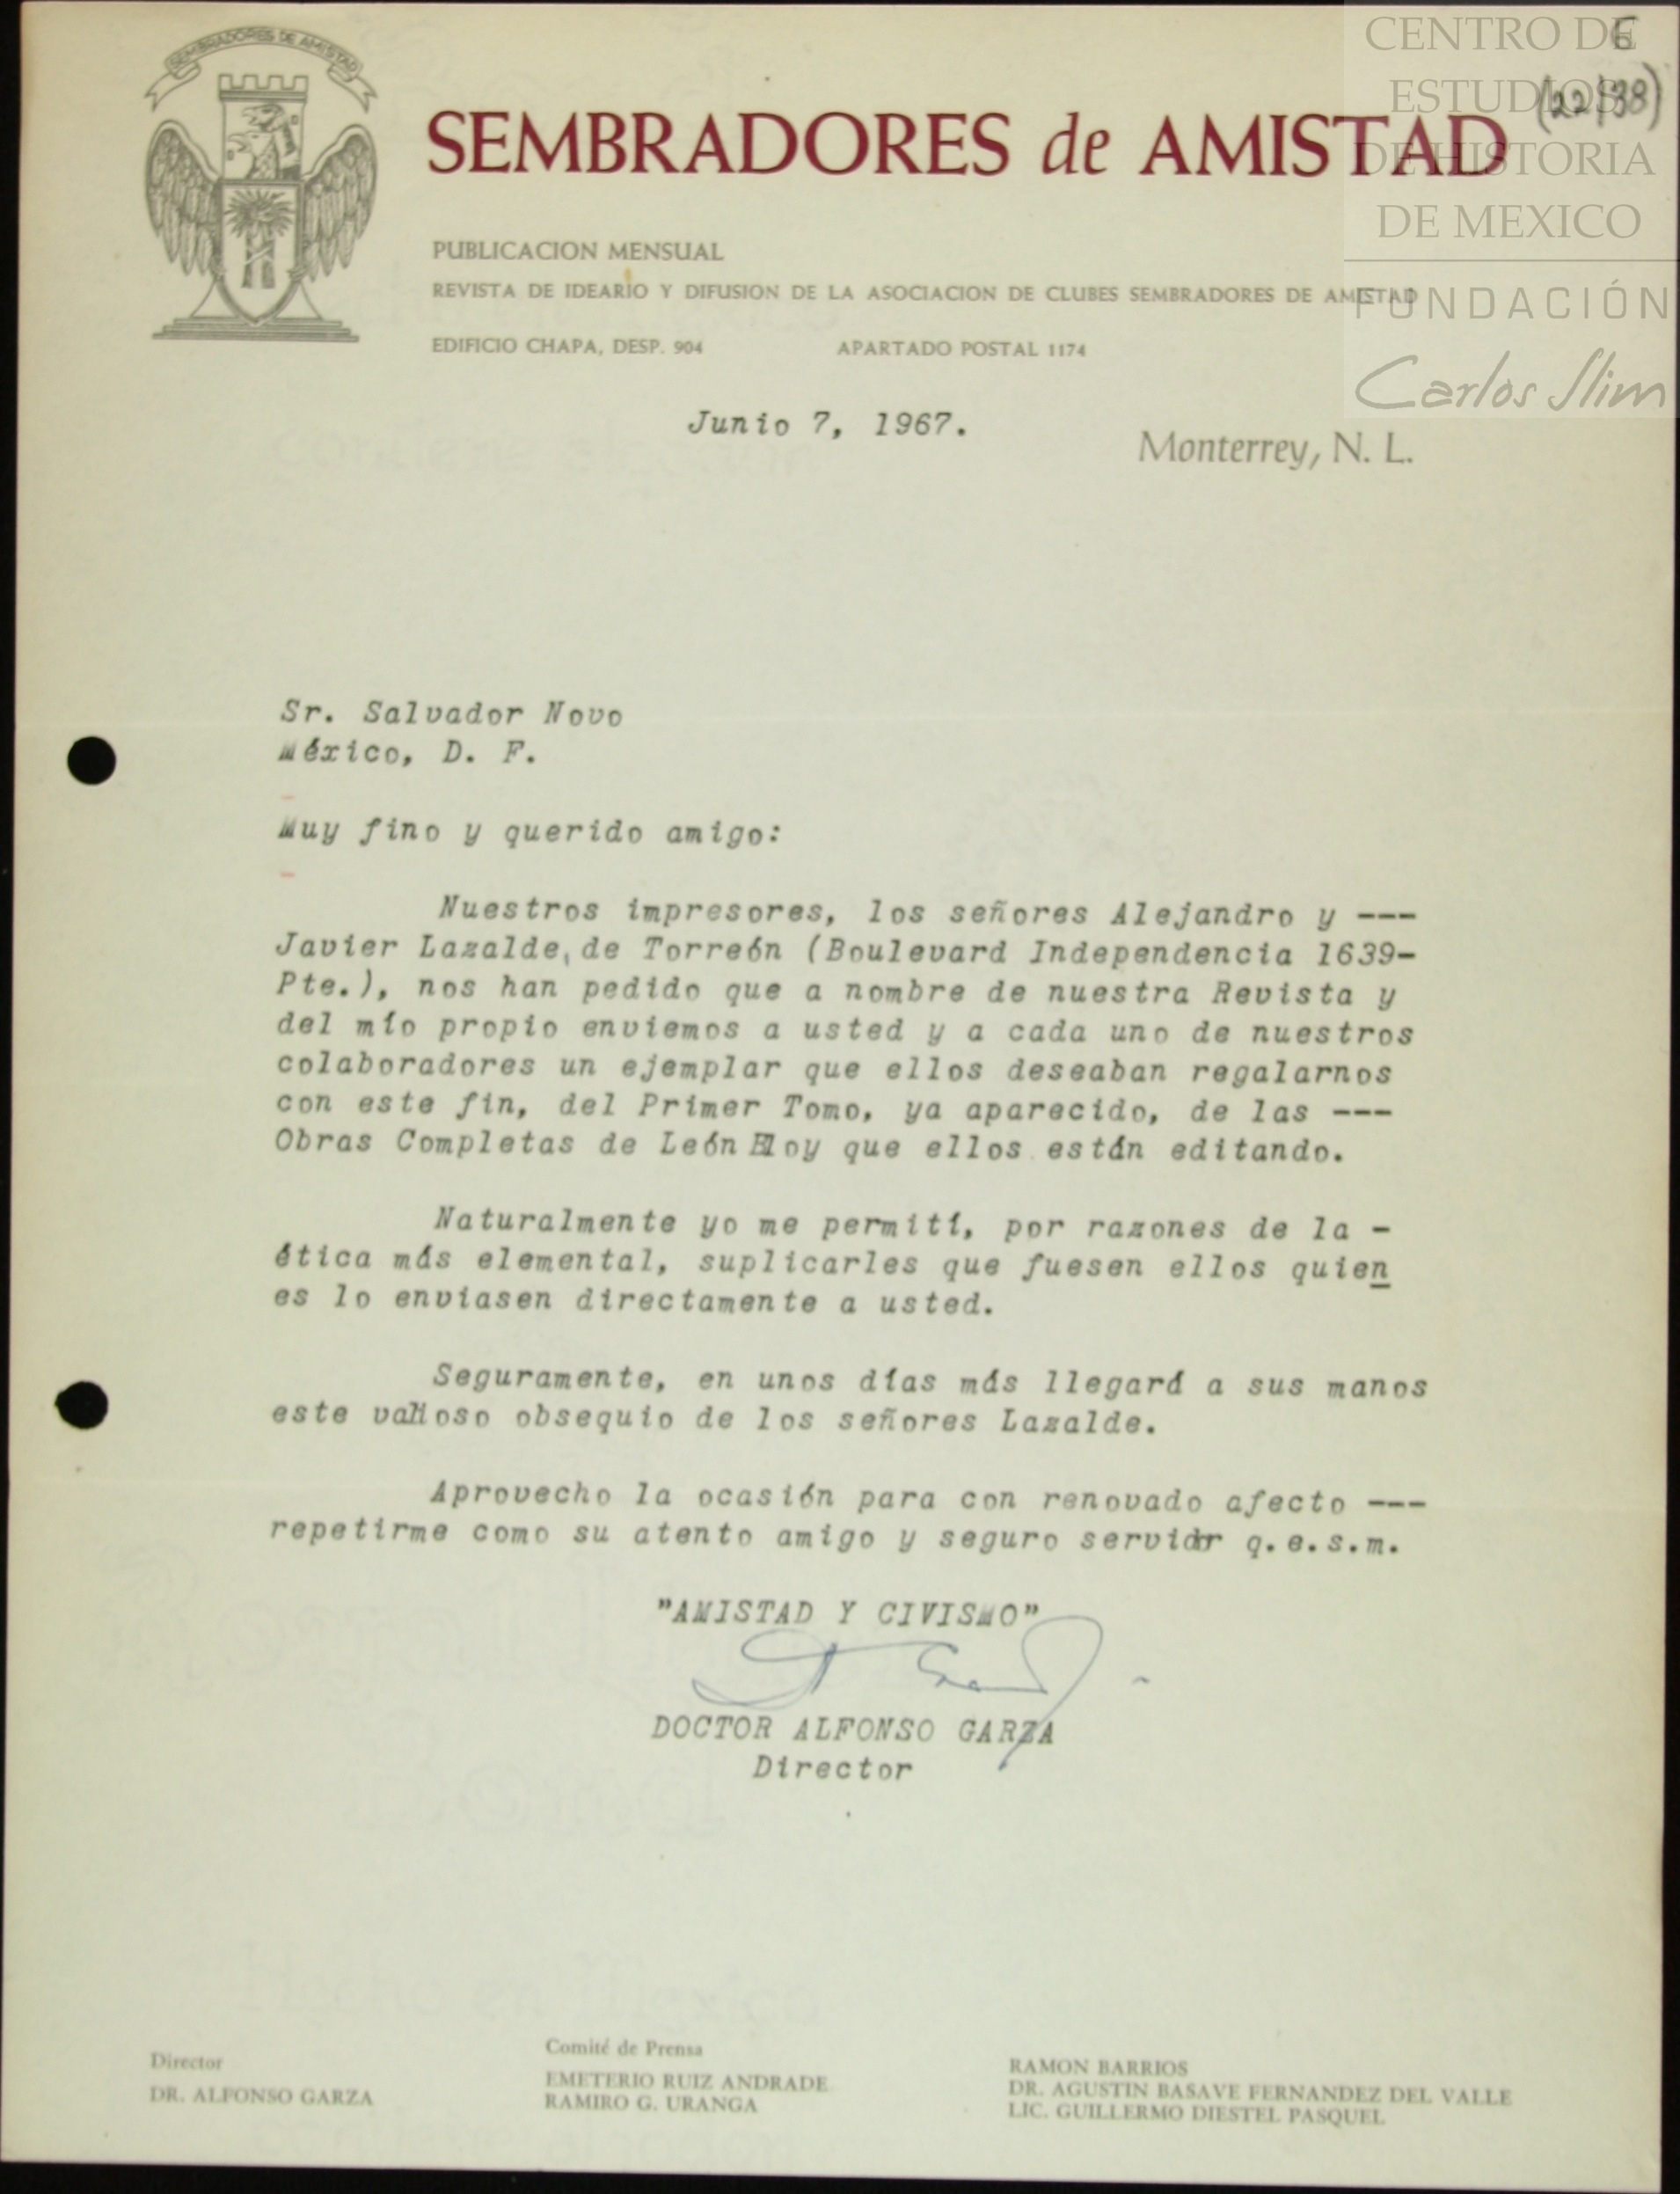 SEMBRADORES DE AMISTAD
CENTRO DE
ESTUDIOS
DE HISTORIA
DE MEXICO
FUNDACIÓN
Carlos Slim
6
(22/38)
SEMBRADORES de AMISTAD
PUBLICACION MENSUAL
REVISTA DE IDEARIO Y DIFUSION DE LA ASOCIACION DE CLUBES SEMBRADORES DE AMISTAD
EDIFICIO CHAPA, DESP. 904 APARTADO POSTAL 1174
Junio 7, 1967.
Monterrey, N. L.
Sr. Salvador Novo
México, D. F.
Muy fino y querido amigo:
Nuestros impresores, los señores Alejandro y ---
Javier Lazalde, de Torreón (Boulevard Independencia 1639-
Pte.), nos han pedido que a nombre de nuestra Revista y
del mío propio enviemos a usted y a cada uno de nuestros
colaboradores un ejemplar que ellos deseaban regalarnos
con este fin, del Primer Tomo, ya aparecido, de las ---
Obras Completas de León Bloy que ellos están editando.
Naturalmente yo me permití, por razones de la -
ética más elemental, suplicarles que fuesen ellos quien
es lo enviasen directamente a usted.
Seguramente, en unos días más llegará a sus manos
este valioso obsequio de los señores Lazalde.
Aprovecho la ocasión para con renovado afecto ---
repetirme como su atento amigo y seguro servidor q.e.s.m.
"AMISTAD Y CIVISMO"
DOCTOR ALFONSO GARZA
Director
Director
DR. ALFONSO GARZA
Comité de Prensa
EMETERIO RUIZ ANDRADE
RAMIRO G. URANGA
RAMON BARRIOS
DR. AGUSTIN BASAVE FERNANDEZ DEL VALLE
LIC. GUILLERMO DIESTEL PASQUEL